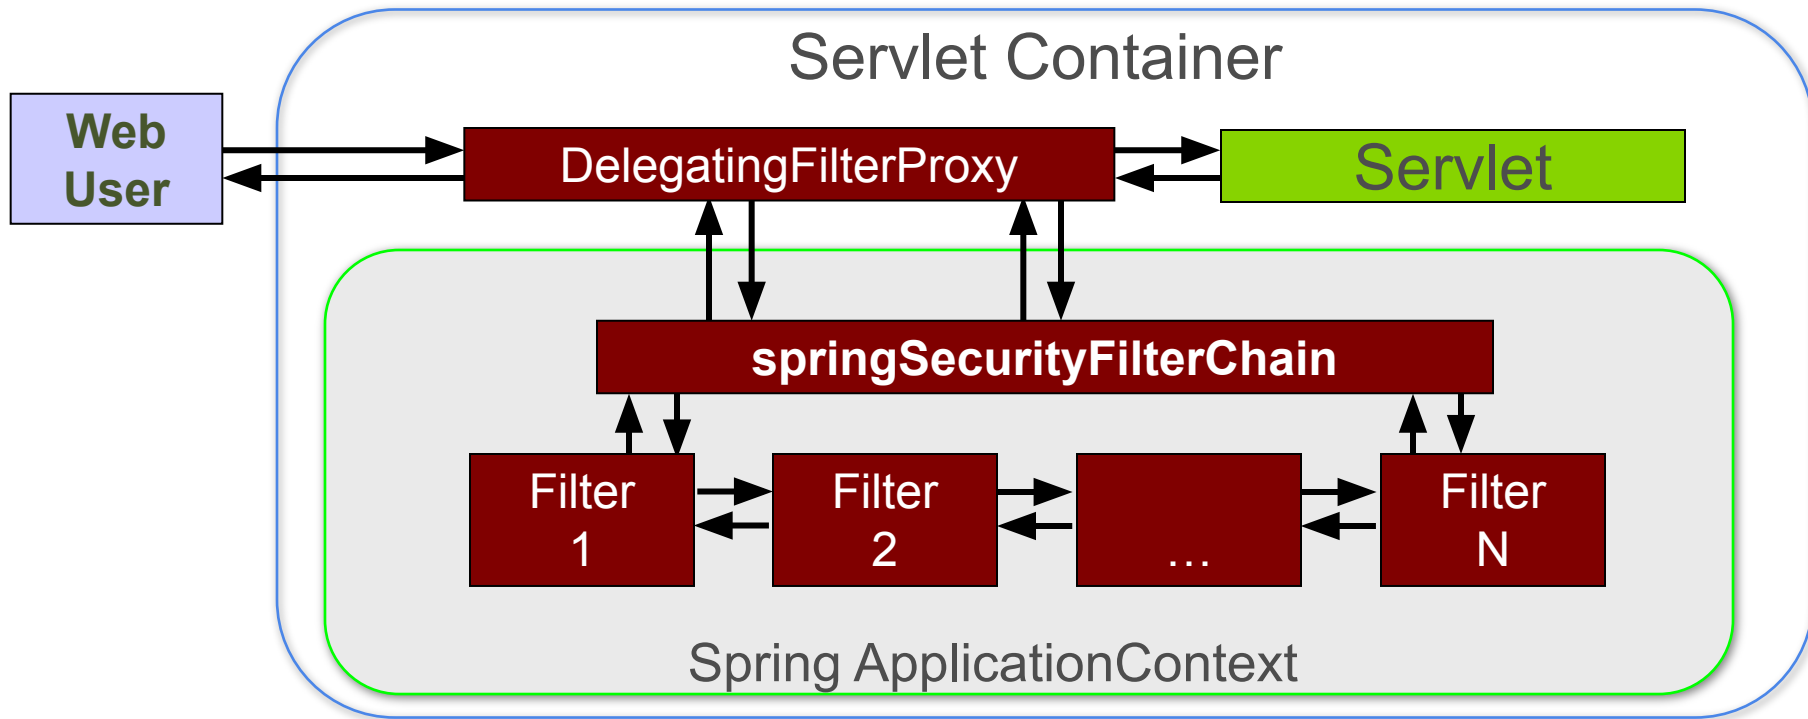 Servlet Container
Web
User
DelegatingFilterProxy
Servlet
springSecurityFilterChain
Filter
1
Filter
2
...
Filter
N
Spring ApplicationContext